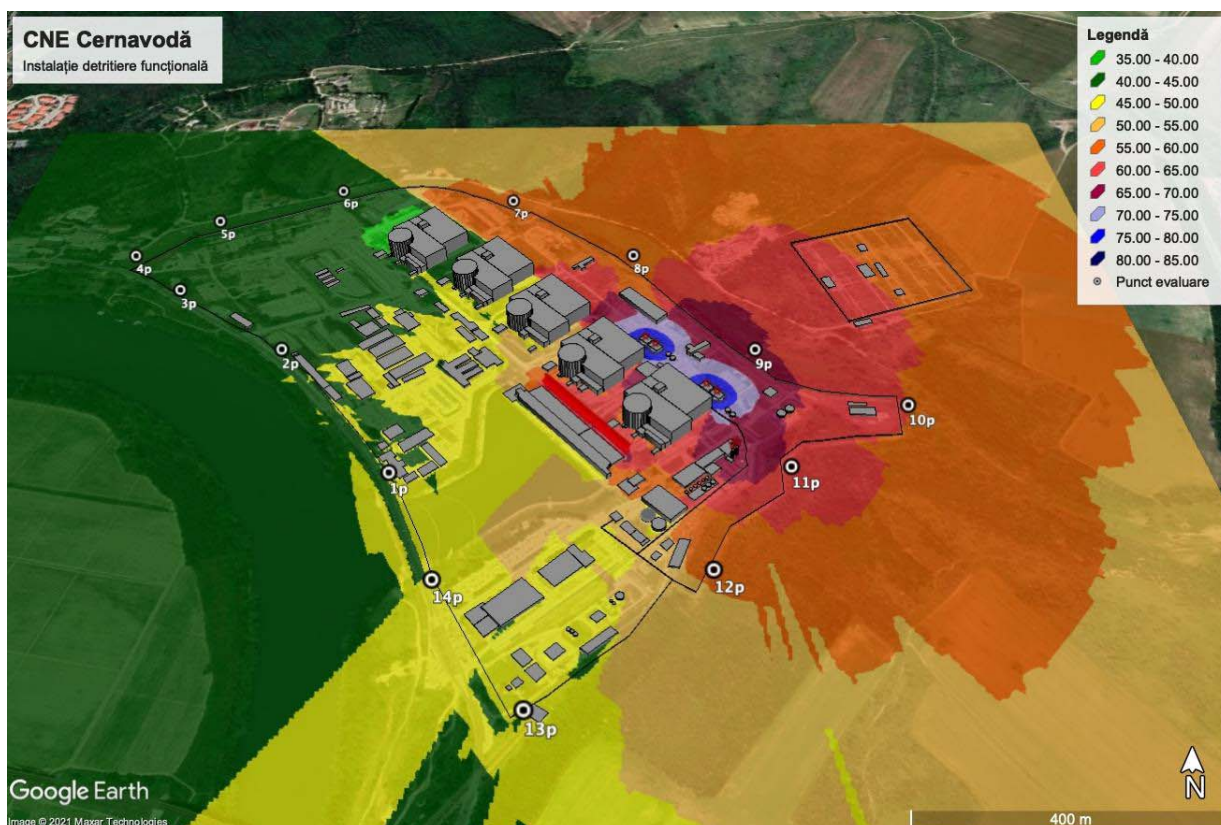 CNE Cernavodă
Instalație detritiere funcțională
Legendă
35.00 - 40.00
40.00 - 45.00
45.00 - 50.00
50.00 - 55.00
55.00 - 60.00
60.00 - 65.00
65.00 - 70.00
70.00 - 75.00
75.00 - 80.00
80.00 - 85.00
Punct evaluare
6p
7p
5p
4p
8p
3p
2p
9p
10p
1p
11p
14p
12p
13p
Google Earth
Image © 2021 Maxar Technologies
N
400 m